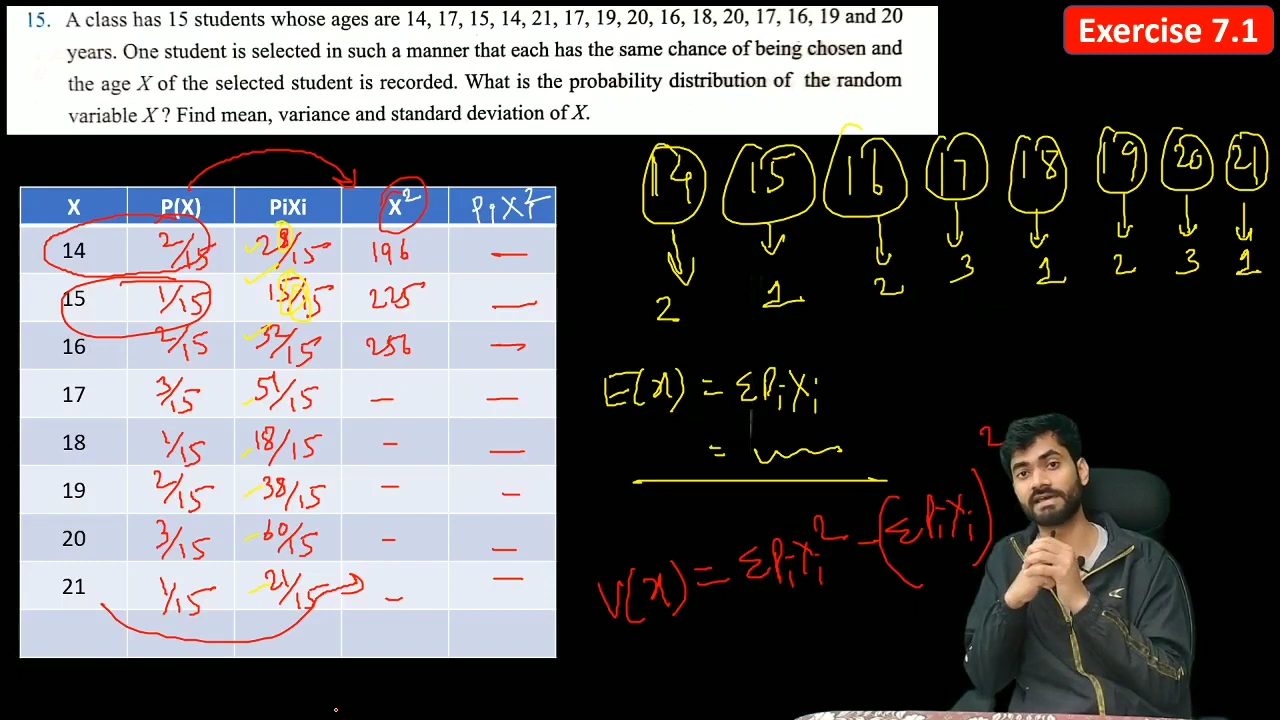 15. A class has 15 students whose ages are 14, 17, 15, 14, 21, 17, 19, 20, 16, 18, 20, 17, 16, 19 and 20
years. One student is selected in such a manner that each has the same chance of being chosen and
the age X of the selected student is recorded. What is the probability distribution of the random
variable X? Find mean, variance and standard deviation of X.
Exercise 7.1
14 15 16 17 18 19 20 21
2 1 2 3 1 2 3 1
X P(X) PiXi X² PiXi²
14 2/15 28/15 196 —
15 1/15 15/15 225 —
16 2/15 32/15 256 —
17 3/15 51/15 — —
18 1/15 18/15 — —
19 2/15 38/15 — —
20 3/15 60/15 — —
21 1/15 21/15 — —
E(x) = ΣPiXi
=
V(x) = ΣPiXi² - (ΣPiXi)²